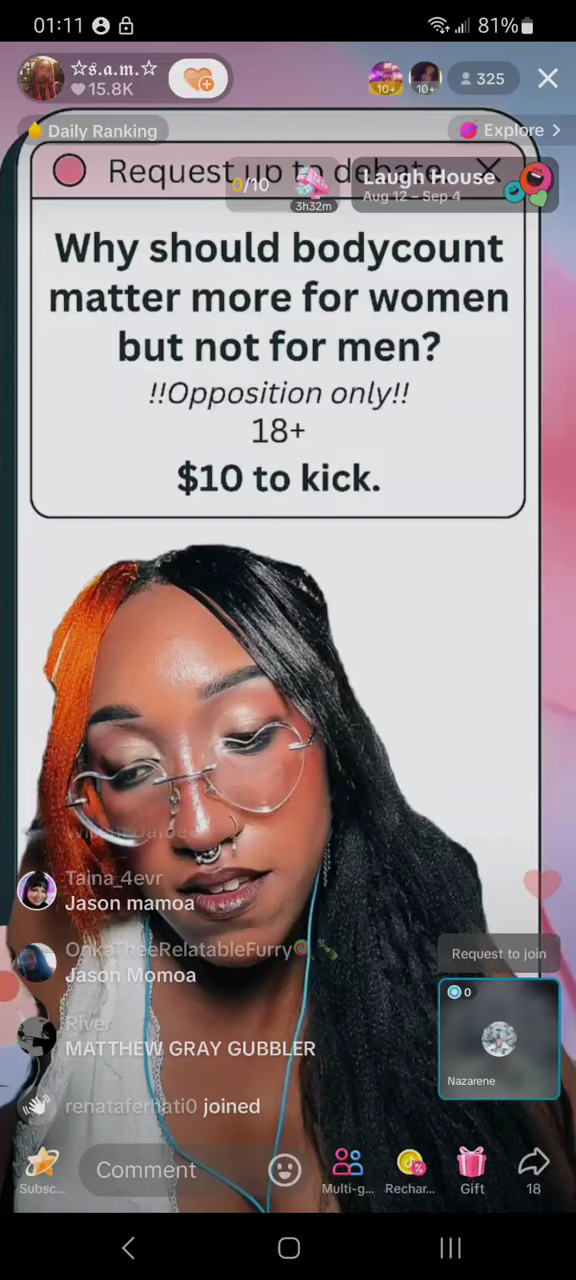 01:11
81%
☆𝔰.𝔞.𝔪.☆
15.8K
10+
10+
325
Daily Ranking
Explore
Request up to debate
0/10
3h32m
Laugh House
Aug 12 – Sep 4
Why should bodycount
matter more for women
but not for men?
!!Opposition only!!
18+
$10 to kick.
Taina_4evr
Jason mamoa
OnkaTheeRelatableFurry
Jason Momoa
River
MATTHEW GRAY GUBBLER
renataferhati0 joined
Request to join
0
Nazarene
Comment
Subsc...
Multi-g...
Rechar...
Gift
18